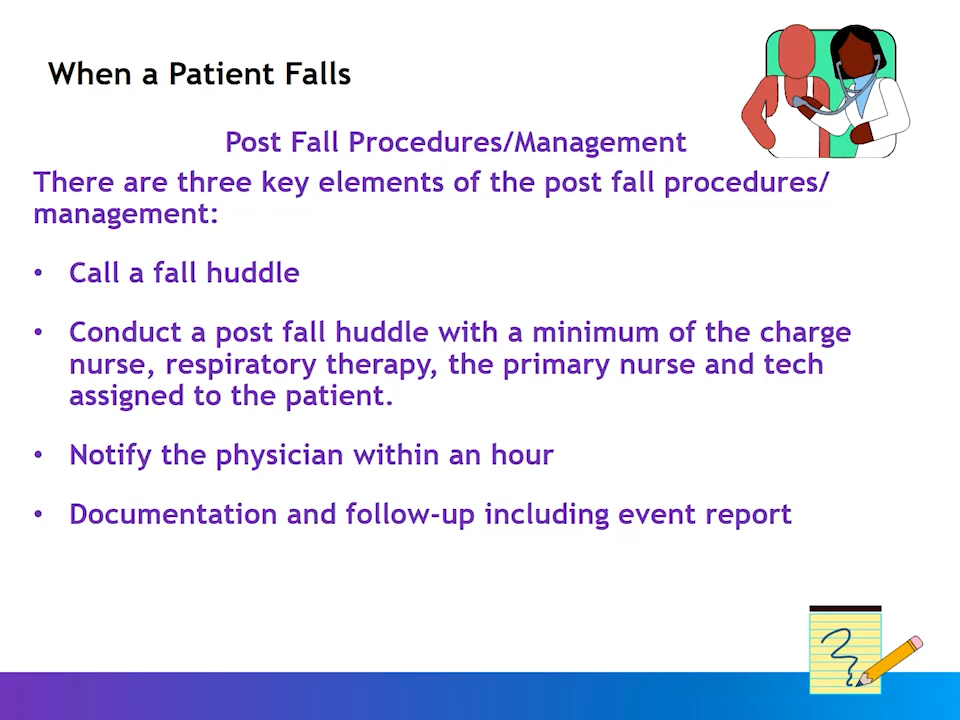 When a Patient Falls
Post Fall Procedures/Management
There are three key elements of the post fall procedures/
management:
• Call a fall huddle
• Conduct a post fall huddle with a minimum of the charge
nurse, respiratory therapy, the primary nurse and tech
assigned to the patient.
• Notify the physician within an hour
• Documentation and follow-up including event report